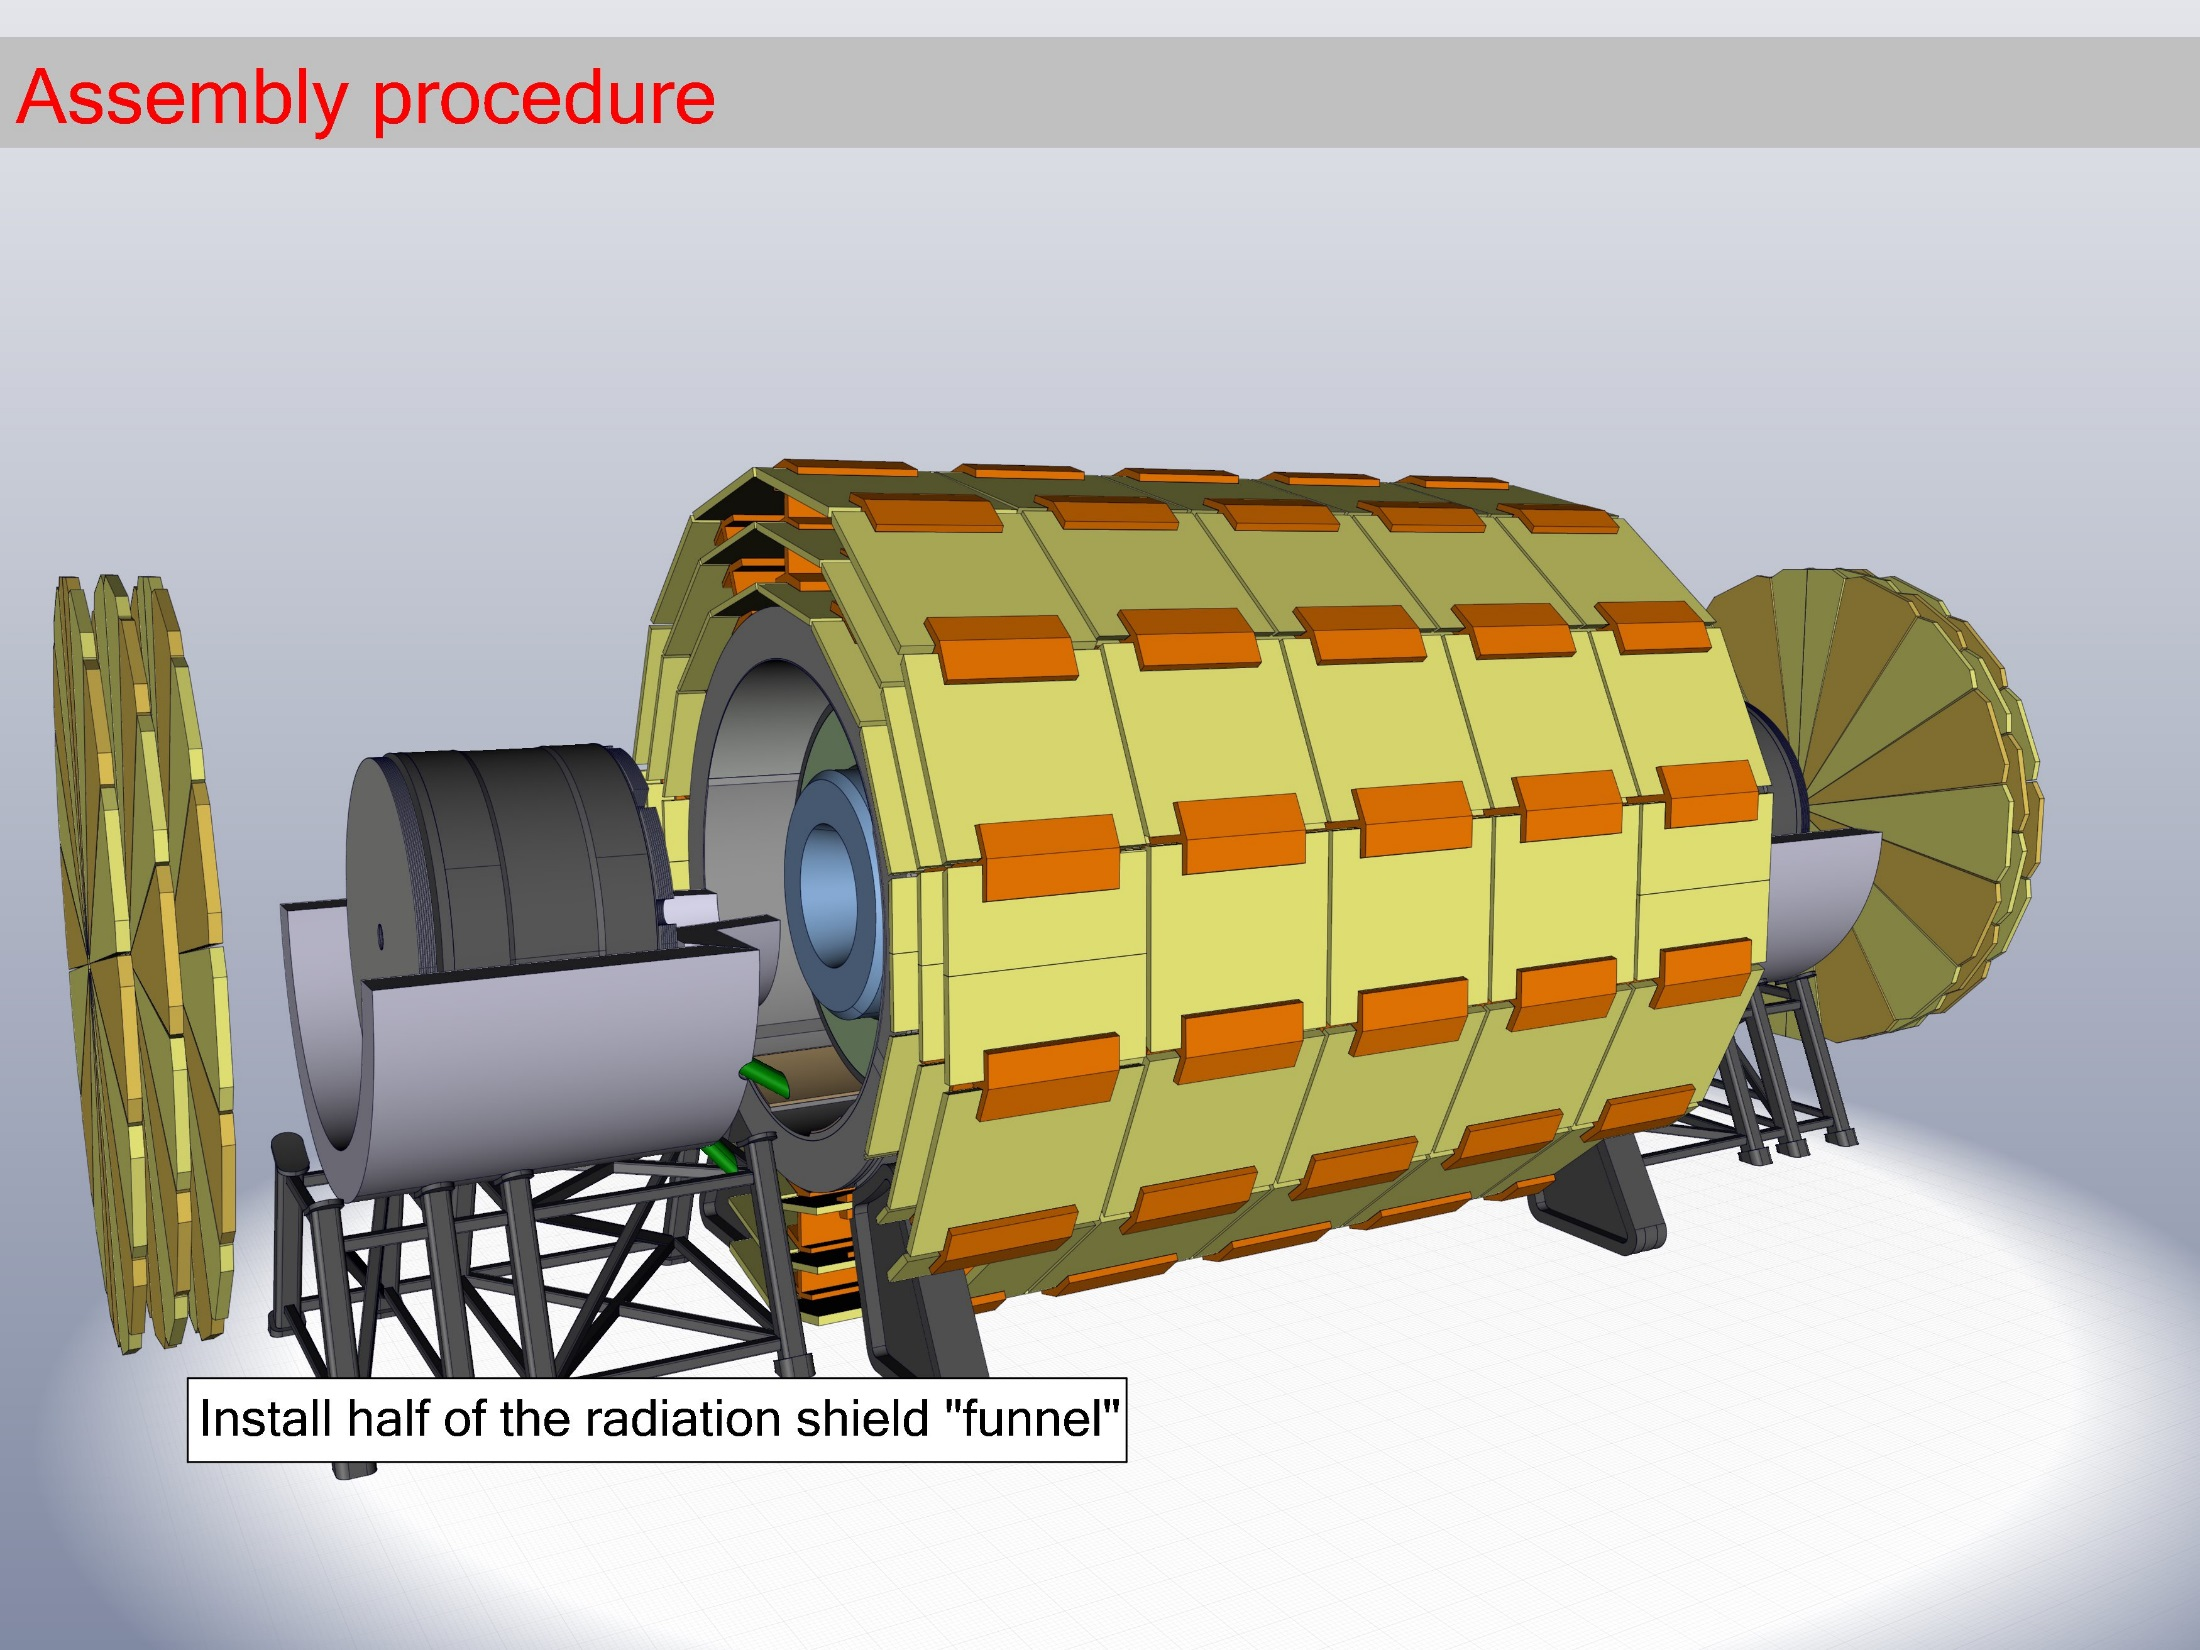 Assembly procedure
Install half of the radiation shield "funnel"